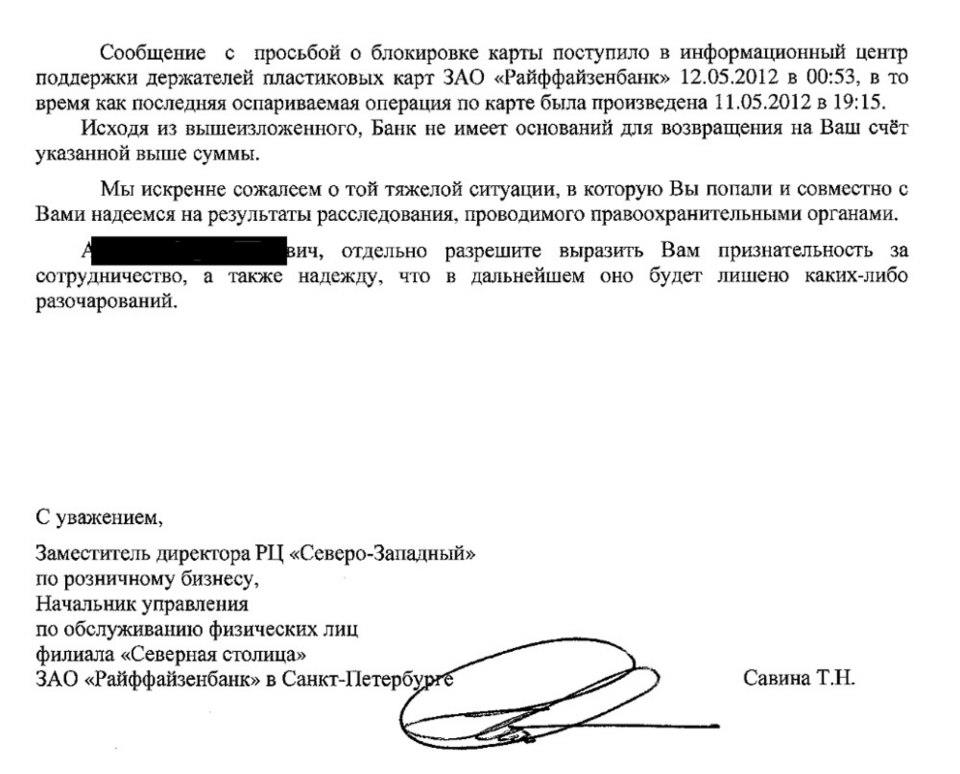 Сообщение с просьбой о блокировке карты поступило в информационный центр
поддержки держателей пластиковых карт ЗАО «Райффайзенбанк» 12.05.2012 в 00:53, в то
время как последняя оспариваемая операция по карте была произведена 11.05.2012 в 19:15.
Исходя из вышеизложенного, Банк не имеет оснований для возвращения на Ваш счёт
указанной выше суммы.
Мы искренне сожалеем о той тяжелой ситуации, в которую Вы попали и совместно с
Вами надеемся на результаты расследования, проводимого правоохранительными органами.
А вич, отдельно разрешите выразить Вам признательность за
сотрудничество, а также надежду, что в дальнейшем оно будет лишено каких-либо
разочарований.
С уважением,
Заместитель директора РЦ «Северо-Западный»
по розничному бизнесу,
Начальник управления
по обслуживанию физических лиц
филиала «Северная столица»
ЗАО «Райффайзенбанк» в Санкт-Петербурге
Савина Т.Н.